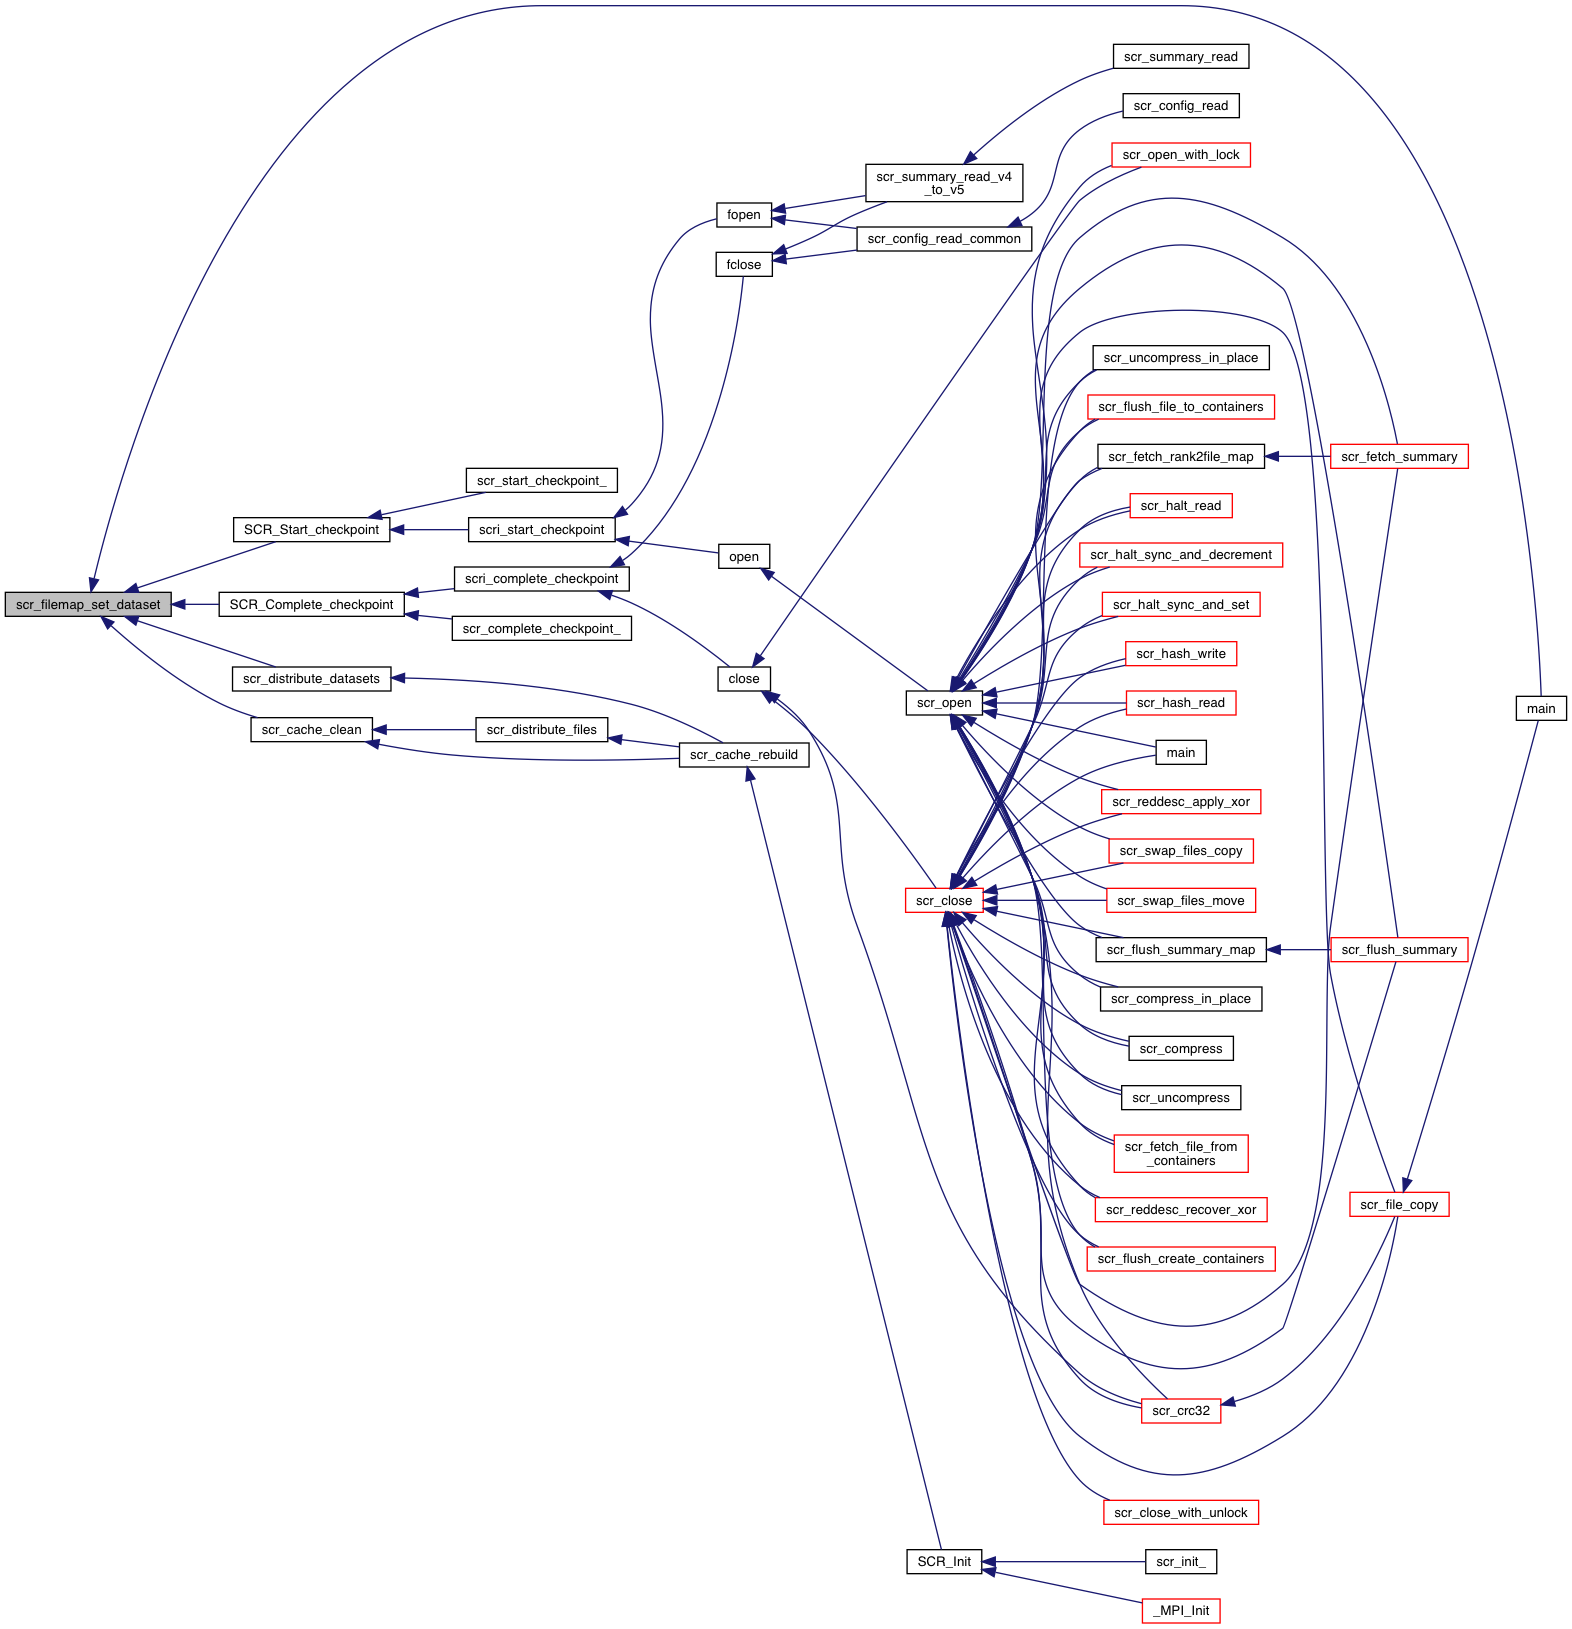 scr_summary_read
scr_config_read
scr_open_with_lock
scr_summary_read_v4
_to_v5
fopen
scr_config_read_common
fclose
scr_uncompress_in_place
scr_flush_file_to_containers
scr_fetch_rank2file_map
scr_fetch_summary
scr_start_checkpoint_
scr_halt_read
SCR_Start_checkpoint
scri_start_checkpoint
open
scr_halt_sync_and_decrement
scri_complete_checkpoint
scr_filemap_set_dataset
SCR_Complete_checkpoint
scr_halt_sync_and_set
scr_complete_checkpoint_
scr_hash_write
scr_distribute_datasets
close
scr_open
scr_hash_read
main
scr_cache_clean
scr_distribute_files
scr_cache_rebuild
main
scr_reddesc_apply_xor
scr_swap_files_copy
scr_close
scr_swap_files_move
scr_flush_summary_map
scr_flush_summary
scr_compress_in_place
scr_compress
scr_uncompress
scr_fetch_file_from
_containers
scr_reddesc_recover_xor
scr_file_copy
scr_flush_create_containers
scr_crc32
scr_close_with_unlock
SCR_Init
scr_init_
_MPI_Init